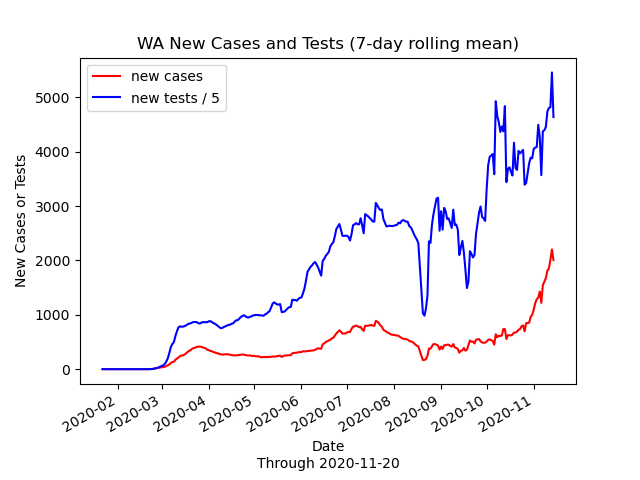 WA New Cases and Tests (7-day rolling mean)
new cases
new tests / 5
New Cases or Tests
5000
4000
3000
2000
1000
0
2020-02
2020-03
2020-04
2020-05
2020-06
2020-07
2020-08
2020-09
2020-10
2020-11
Date
Through 2020-11-20